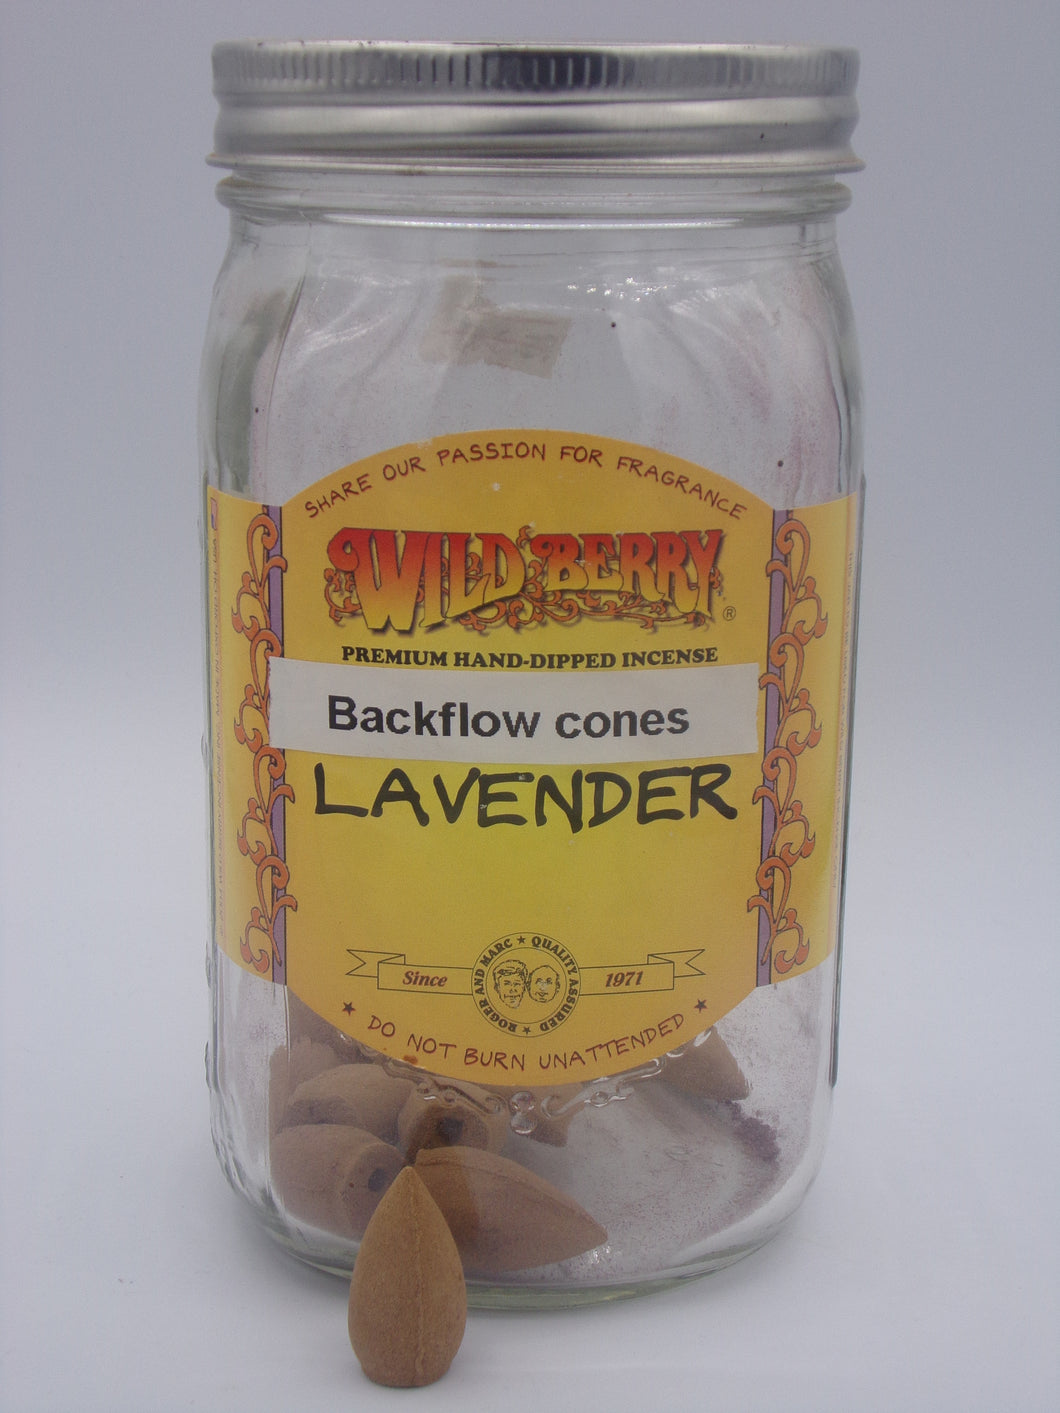 SHARE OUR PASSION FOR FRAGRANCE
WILD BERRY ®
PREMIUM HAND-DIPPED INCENSE
Backflow cones
LAVENDER
Since 1971
ROGER AND MARC ★ QUALITY ASSURED ★
★ DO NOT BURN UNATTENDED ★